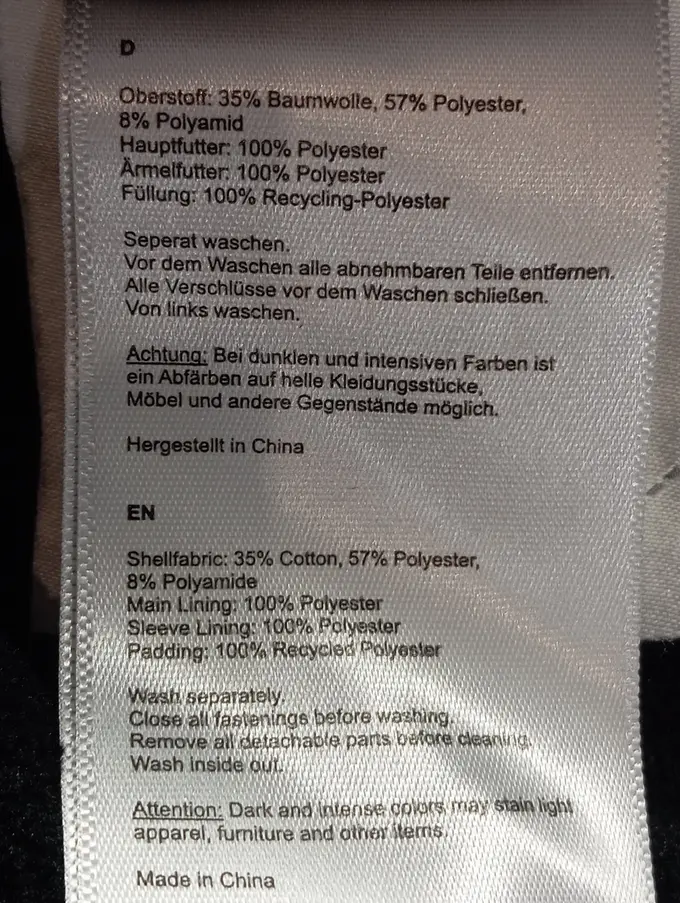 D
Oberstoff: 35% Baumwolle, 57% Polyester,
8% Polyamid
Hauptfutter: 100% Polyester
Ärmelfutter: 100% Polyester
Füllung: 100% Recycling-Polyester
Seperat waschen.
Vor dem Waschen alle abnehmbaren Teile entfernen.
Alle Verschlüsse vor dem Waschen schließen.
Von links waschen.
Achtung: Bei dunklen und intensiven Farben ist
ein Abfärben auf helle Kleidungsstücke,
Möbel und andere Gegenstände möglich.
Hergestellt in China
EN
Shellfabric: 35% Cotton, 57% Polyester,
8% Polyamide
Main Lining: 100% Polyester
Sleeve Lining: 100% Polyester
Padding: 100% Recycled Polyester
Wash separately.
Close all fastenings before washing.
Remove all detachable parts before cleaning.
Wash inside out.
Attention: Dark and intense colors may stain light
apparel, furniture and other items.
Made in China